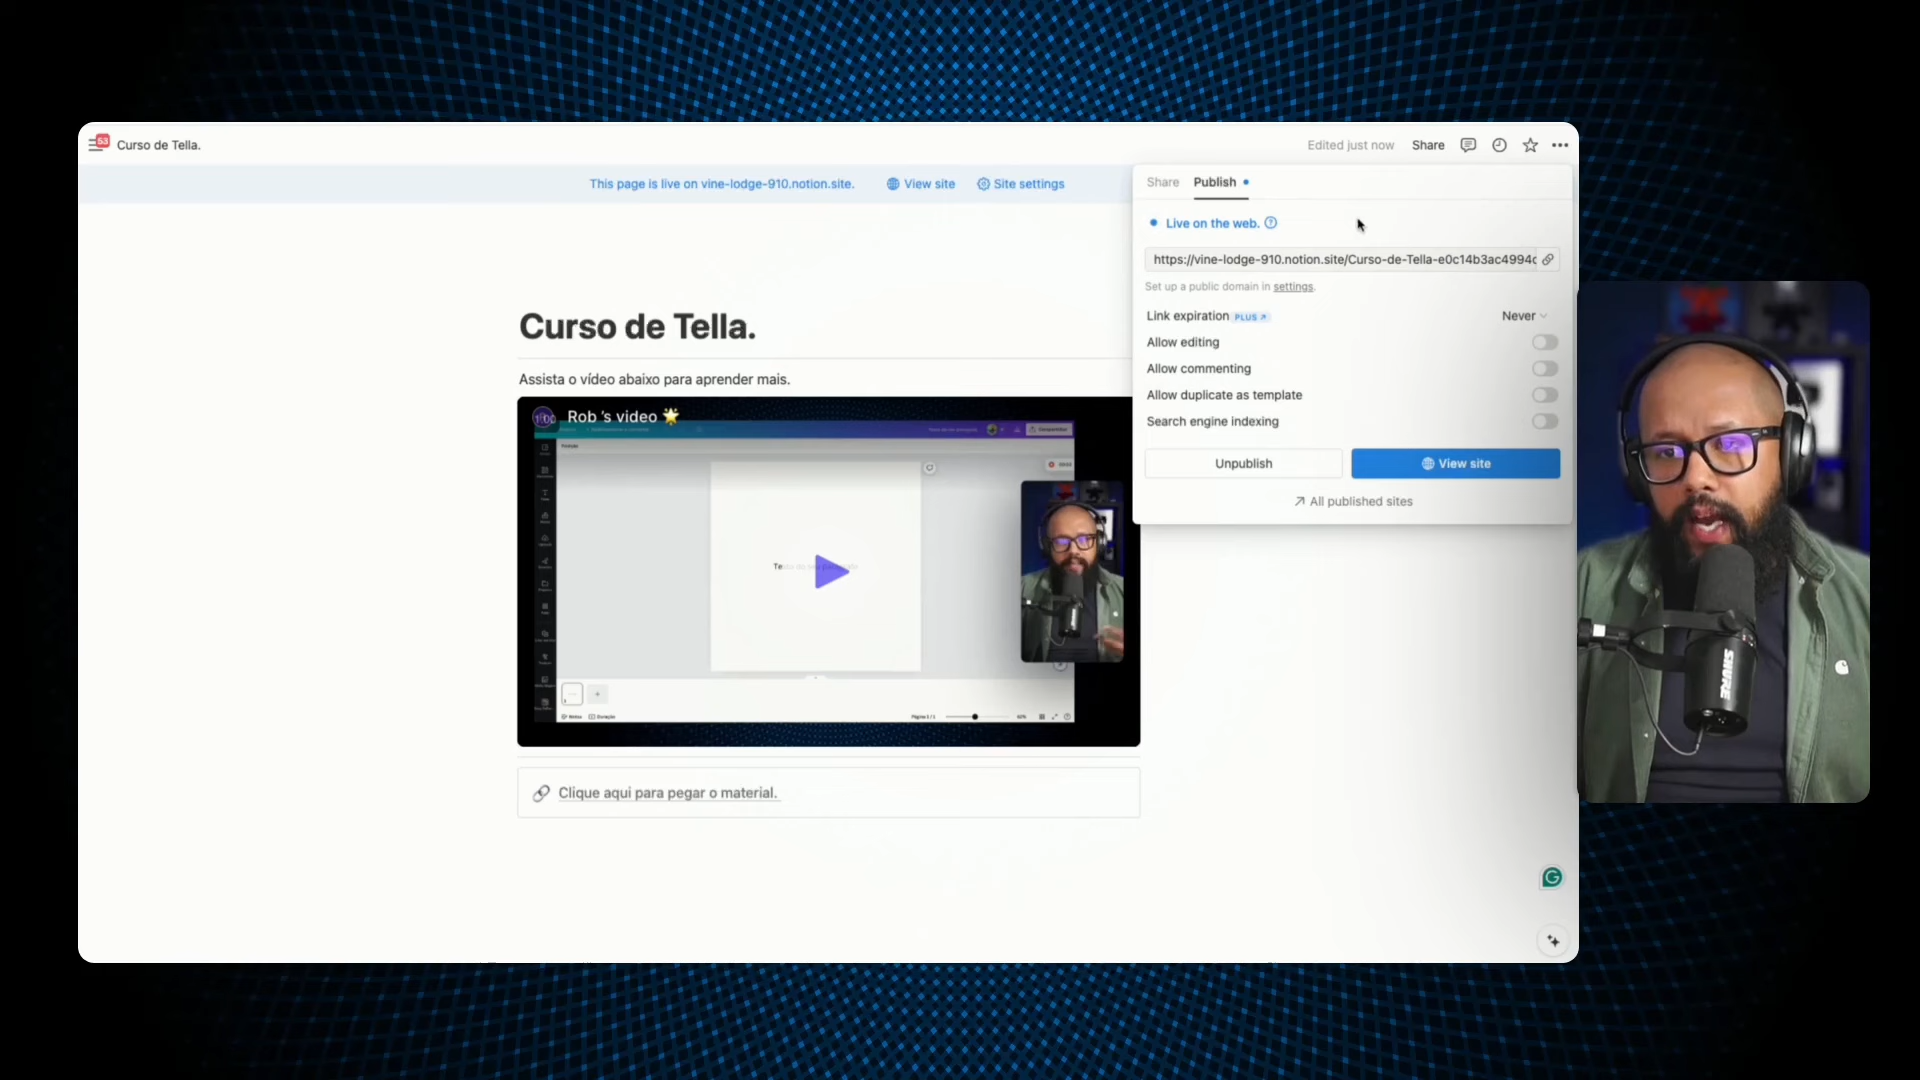 53
Curso de Tella.
Edited just now
Share
This page is live on vine-lodge-910.notion.site.
View site
Site settings
Share
Publish
Live on the web.
https://vine-lodge-910.notion.site/Curso-de-Tella-e0c14b3ac4994c
Set up a public domain in settings.
Link expiration PLUS ↗
Never
Allow editing
Allow commenting
Allow duplicate as template
Search engine indexing
Unpublish
View site
↗ All published sites
Curso de Tella.
Assista o vídeo abaixo para aprender mais.
Rob 's video 🌟
Clique aqui para pegar o material.
SHURE